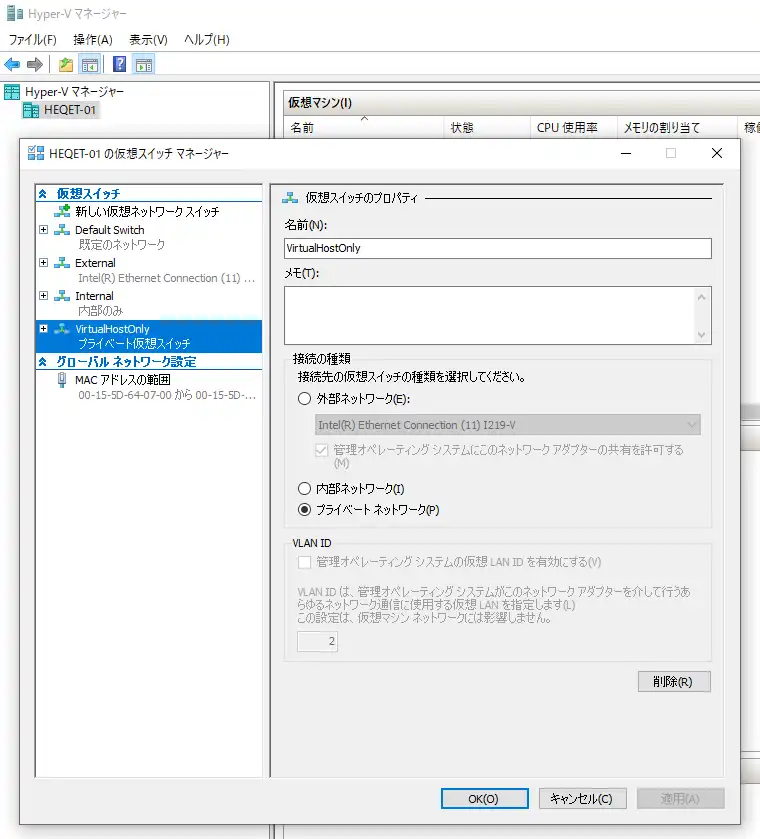 Hyper-V マネージャー
ファイル(F) 操作(A) 表示(V) ヘルプ(H)
Hyper-V マネージャー
HEQET-01
仮想マシン(I)
名前 状態 CPU 使用率 メモリの割り当て 稼
HEQET-01 の仮想スイッチ マネージャー
仮想スイッチ
新しい仮想ネットワーク スイッチ
Default Switch
既定のネットワーク
External
Intel(R) Ethernet Connection (11) ...
Internal
内部のみ
VirtualHostOnly
プライベート仮想スイッチ
グローバル ネットワーク設定
MAC アドレスの範囲
00-15-5D-64-07-00 から 00-15-5D-...
仮想スイッチのプロパティ
名前(N):
VirtualHostOnly
メモ(T):
接続の種類
接続先の仮想スイッチの種類を選択してください。
外部ネットワーク(E):
Intel(R) Ethernet Connection (11) I219-V
管理オペレーティング システムにこのネットワーク アダプターの共有を許可する
(M)
内部ネットワーク(I)
プライベート ネットワーク(P)
VLAN ID
管理オペレーティング システムの仮想 LAN ID を有効にする(V)
VLAN ID は、管理オペレーティング システムがこのネットワーク アダプターを介して行うあ
らゆるネットワーク通信に使用する仮想 LAN を指定します(L)
この設定は、仮想マシン ネットワークには影響しません。
2
削除(R)
OK(O) キャンセル(C) 適用(A)